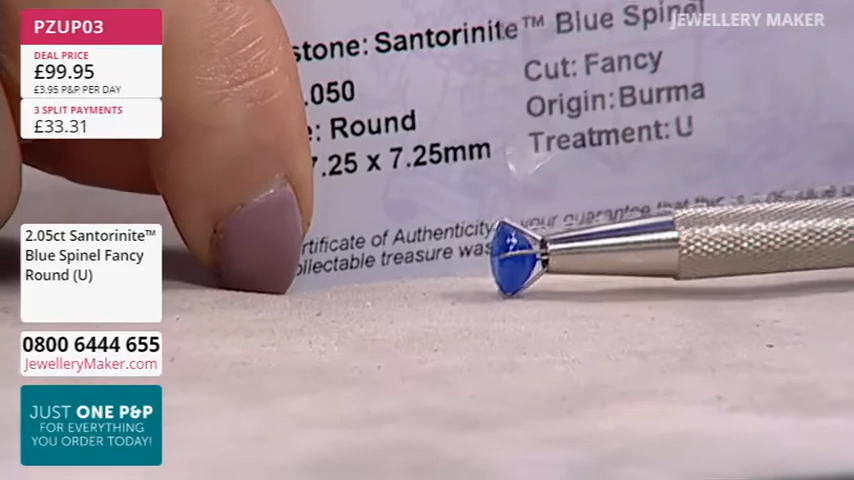 PZUP03
DEAL PRICE
£99.95
£3.95 P&P PER DAY
3 SPLIT PAYMENTS
£33.31
2.05ct Santorinite™
Blue Spinel Fancy
Round (U)
0800 6444 655
JewelleryMaker.com
JUST ONE P&P
FOR EVERYTHING
YOU ORDER TODAY!
JEWELLERY MAKER
stone: Santorinite™ Blue Spinel
.050
: Round
7.25 x 7.25mm
Cut: Fancy
Origin: Burma
Treatment: U
rtificate of Authenticity your guarantee that this
ollectable treasure was